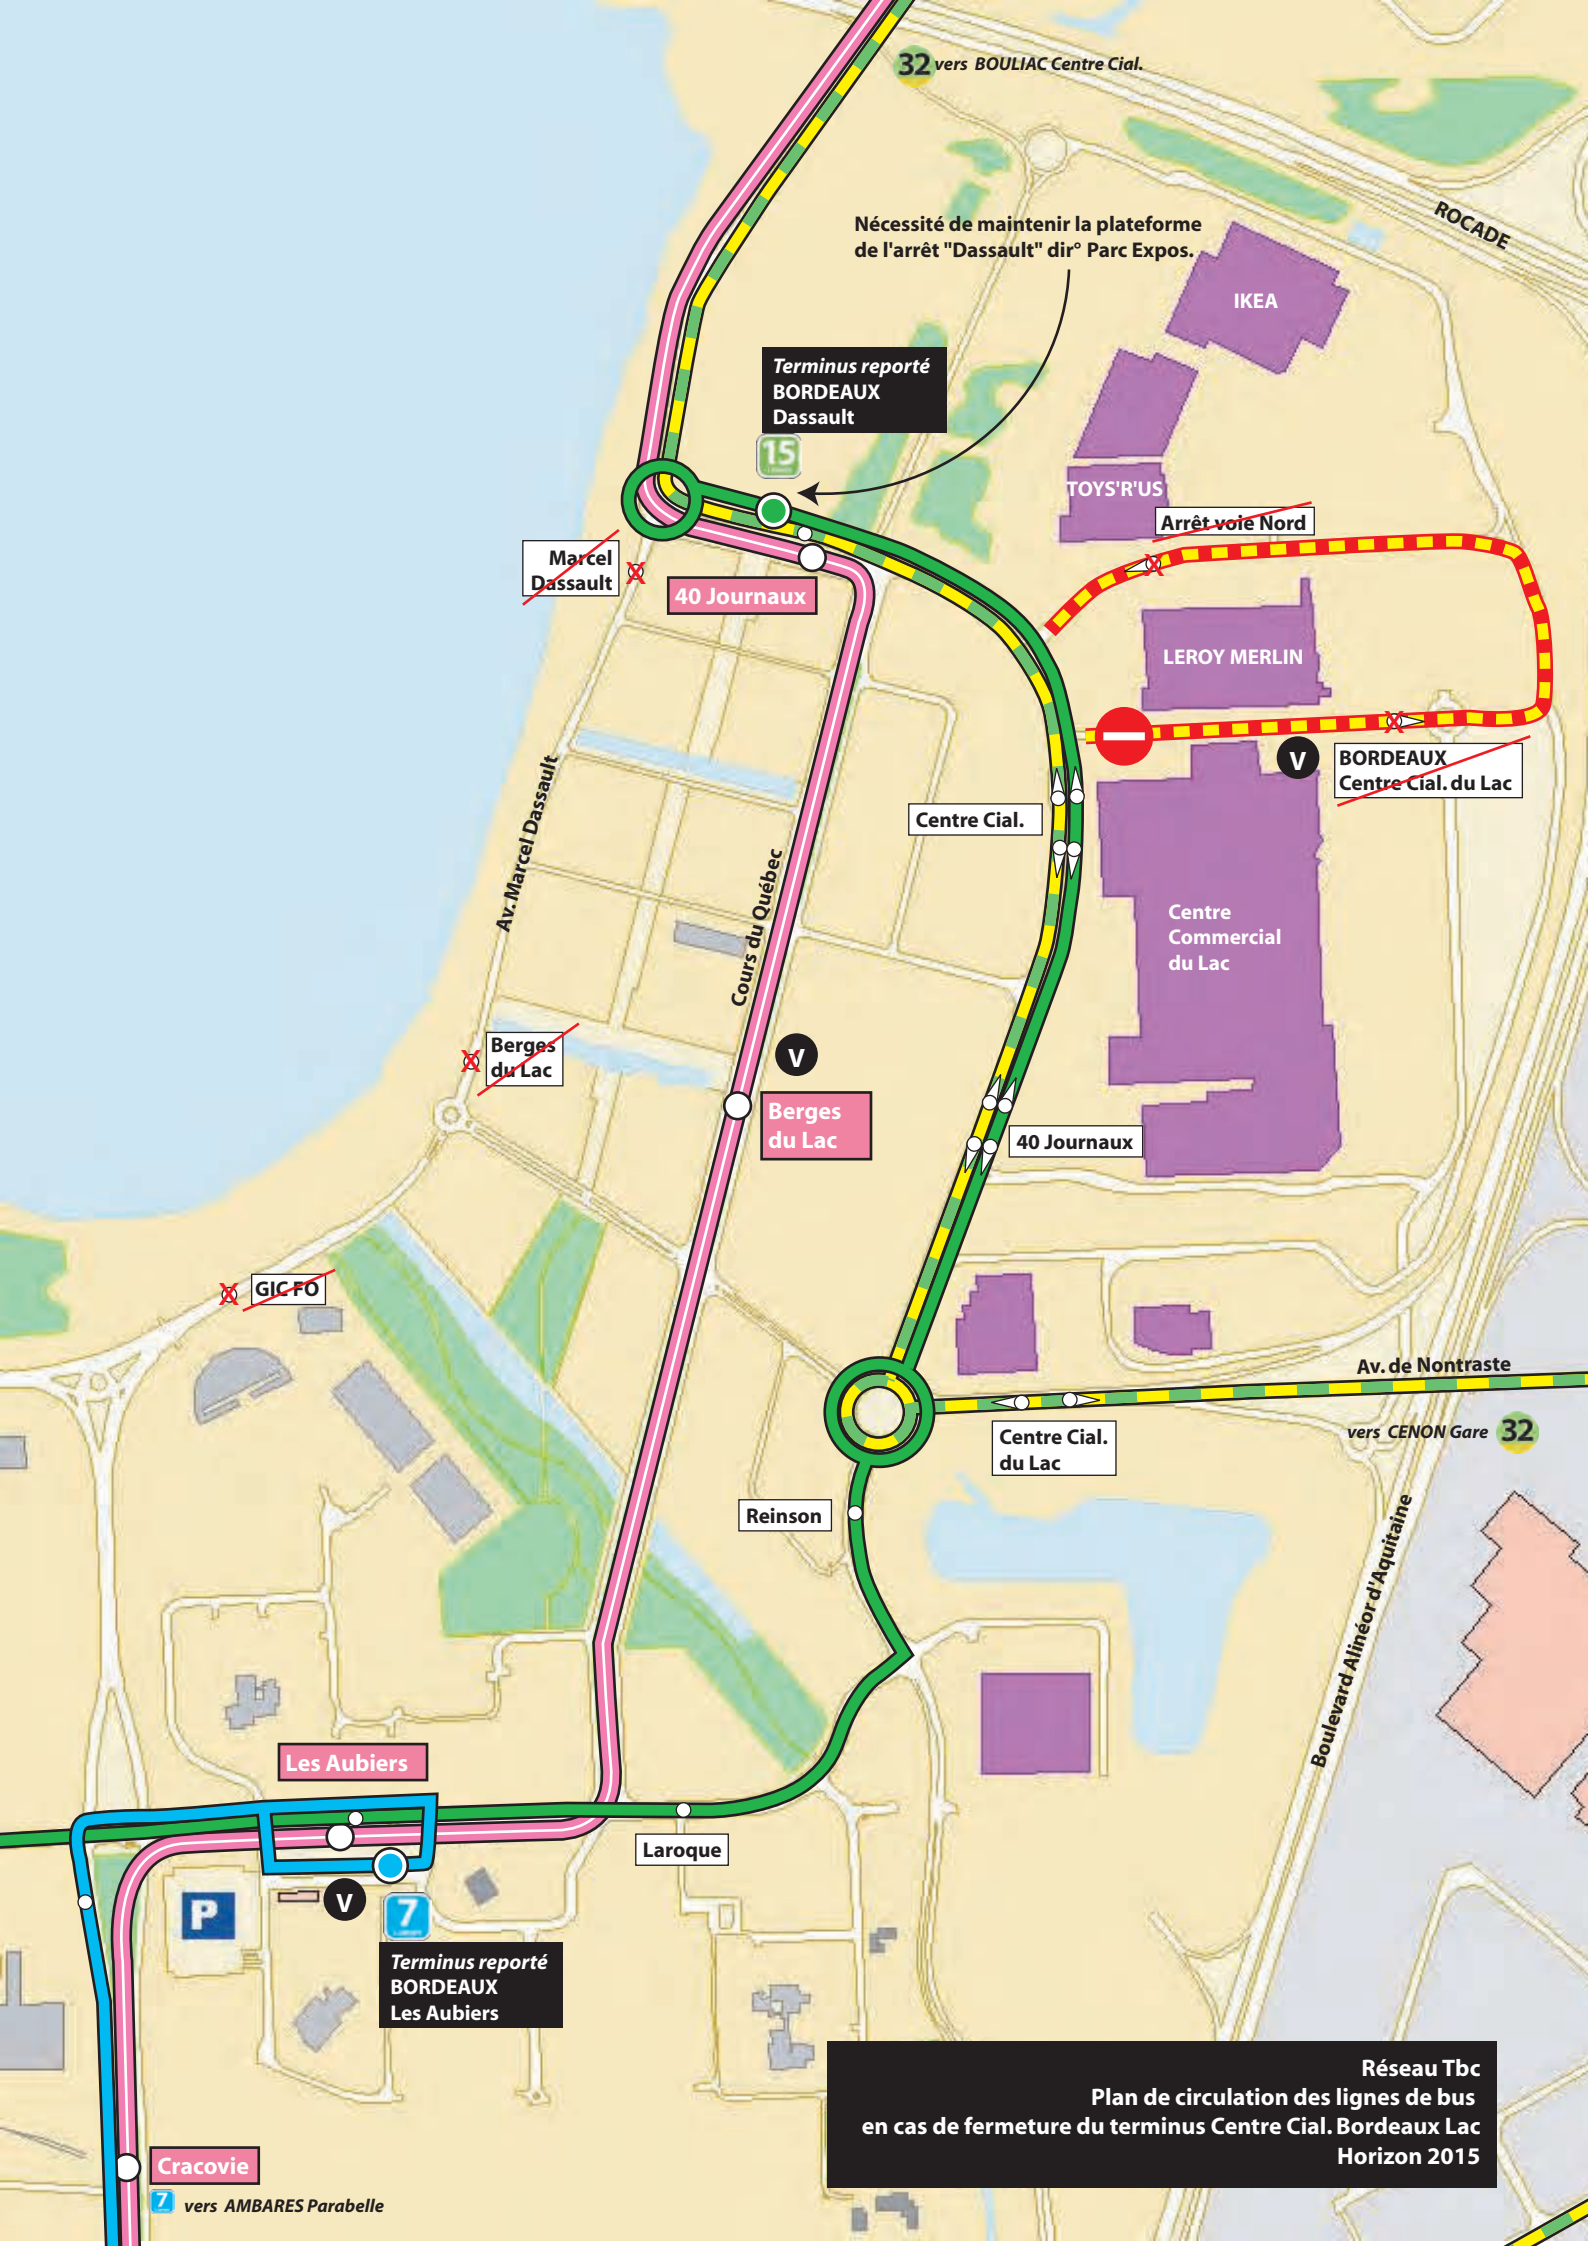 32 vers BOULIAC Centre Cial.
ROCADE
Nécessité de maintenir la plateforme
de l'arrêt "Dassault" dir° Parc Expos.
IKEA
Terminus reporté
BORDEAUX
Dassault
15
TOYS'R'US
Arrêt voie Nord
X
Marcel
Dassault
X
40 Journaux
LEROY MERLIN
X
V
BORDEAUX
Centre Cial. du Lac
Av. Marcel Dassault
Centre Cial.
Cours du Québec
Centre
Commercial
du Lac
X
Berges
du Lac
V
Berges
du Lac
40 Journaux
X
GIC FO
Av. de Nontraste
vers CENON Gare 32
Centre Cial.
du Lac
Reinson
Boulevard Alinéor d'Aquitaine
Les Aubiers
Laroque
P
V
7
Terminus reporté
BORDEAUX
Les Aubiers
Réseau Tbc
Plan de circulation des lignes de bus
en cas de fermeture du terminus Centre Cial. Bordeaux Lac
Horizon 2015
Cracovie
7 vers AMBARES Parabelle